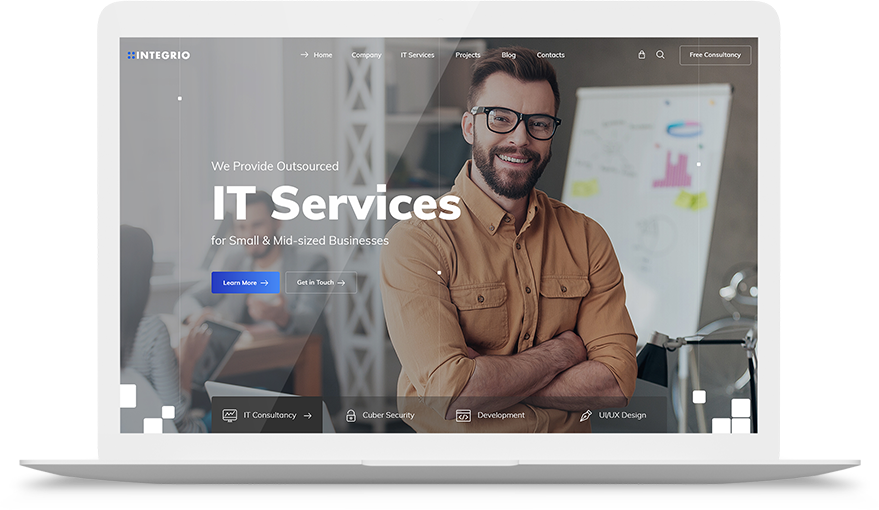 INTEGRIO
Home Company IT Services Projects Blog Contacts Free Consultancy
We Provide Outsourced
IT Services
for Small & Mid-sized Businesses
Learn More Get in Touch
IT Consultancy Cuber Security Development UI/UX Design